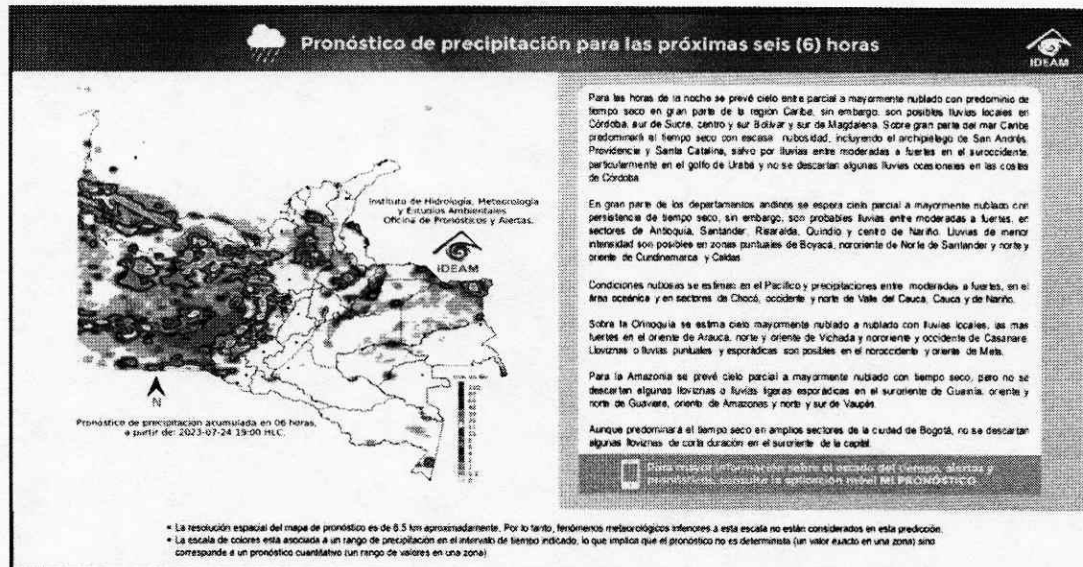 Pronóstico de precipitación para las próximas seis (6) horas
IDEAM
Para las horas de la noche se prevé cielo entre parcial a mayormente nublado con predominio de
tiempo seco en gran parte de la region Caribe, sin embargo, son posibles lluvias locales en
Córdoba, sur de Sucre, centro y sur Bolívar y sur de Magdalena. Sobre gran parte del mar Caribe
predominará el tiempo seco con escasa nubosidad, incluyendo el archipiélago de San Andrés,
Providencia y Santa Catalina, salvo por lluvias entre moderadas a fuertes en el suroccidente,
particularmente en el golfo de Urabá y no se descartan algunas lluvias ocasionales en las costas
de Córdoba.
En gran parte de los departamentos andinos se espera cielo parcial a mayormente nublado con
persistencia de tiempo seco, sin embargo, son probables lluvias entre moderadas a fuertes, en
sectores de Antioquia, Santander, Risaralda, Quindío y centro de Nariño. Lluvias de menor
intensidad son posibles en zonas puntuales de Boyacá, nororiente de Norte de Santander y norte y
oriente de Cundinamarca y Caldas
Condiciones nubosas se estiman en el Pacífico y precipitaciones entre moderadas a fuertes, en el
área oceánica y en sectores de Chocó, occidente y norte de Valle del Cauca, Cauca y de Nariño.
Sobre la Orinoquia se estima cielo mayormente nublado a nublado con lluvias locales, las mas
fuertes en el oriente de Arauca, norte y oriente de Vichada y nororiente y occidente de Casanare.
Lloviznas o lluvias puntuales y esporádicas son posibles en el noroccidente y oriente de Meta.
Para la Amazonia se prevé cielo parcial a mayormente nublado con tiempo seco, pero no se
descartan algunas lloviznas o lluvias ligeras esporádicas en el suroriente de Guainía, oriente y
norte de Guaviare, oriente de Amazonas y norte y sur de Vaupés.
Aunque predominará el tiempo seco en amplios sectores de la ciudad de Bogotá, no se descartan
algunas lloviznas de corta duración en el suroriente de la capital.
Para mayor información sobre el estado del tiempo, alertas y
pronósticos, consulte la aplicación móvil MI PRONÓSTICO
Instituto de Hidrología, Meteorología
y Estudios Ambientales
Oficina de Pronósticos y Alertas.
IDEAM
N
Pronóstico de precipitación acumulada en 06 horas,
a partir de: 2023-07-24 19:00 HLC.
• La resolución espacial del mapa de pronóstico es de 6.5 km aproximadamente. Por lo tanto, fenómenos meteorológicos inferiores a esta escala no están considerados en esta predicción.
• La escala de colores esta asociada a un rango de precipitación en el intervalo de tiempo indicado, lo que implica que el pronóstico no es determinista (un valor exacto en una zona) sino
corresponde a un pronóstico cuantitativo (un rango de valores en una zona)